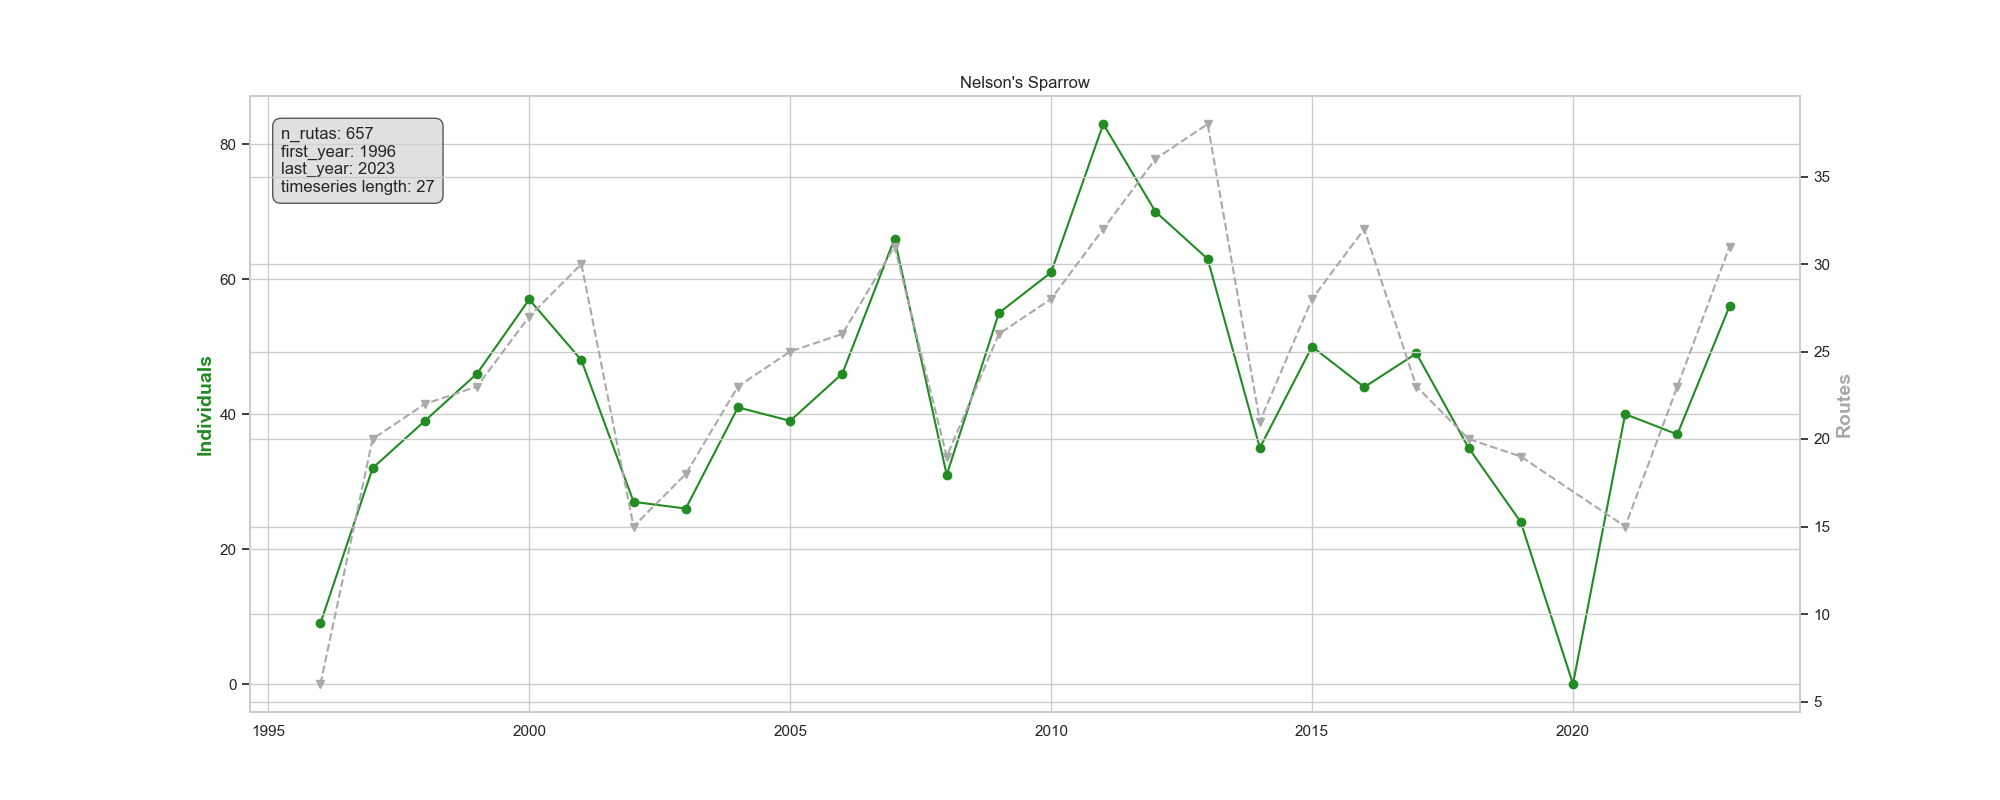 Nelson's Sparrow
n_rutas: 657
first_year: 1996
last_year: 2023
timeseries length: 27
80
60
40
20
0
Individuals
35
30
25
20
15
10
5
Routes
1995
2000
2005
2010
2015
2020